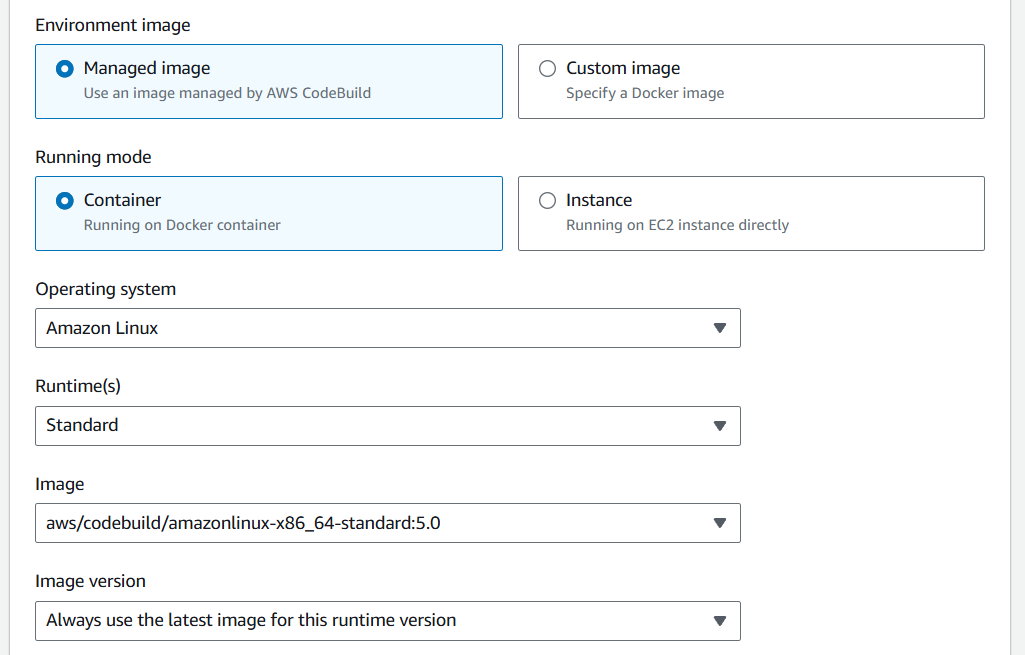 Environment image
Managed image
Use an image managed by AWS CodeBuild
Custom image
Specify a Docker image
Running mode
Container
Running on Docker container
Instance
Running on EC2 instance directly
Operating system
Amazon Linux
Runtime(s)
Standard
Image
aws/codebuild/amazonlinux-x86_64-standard:5.0
Image version
Always use the latest image for this runtime version